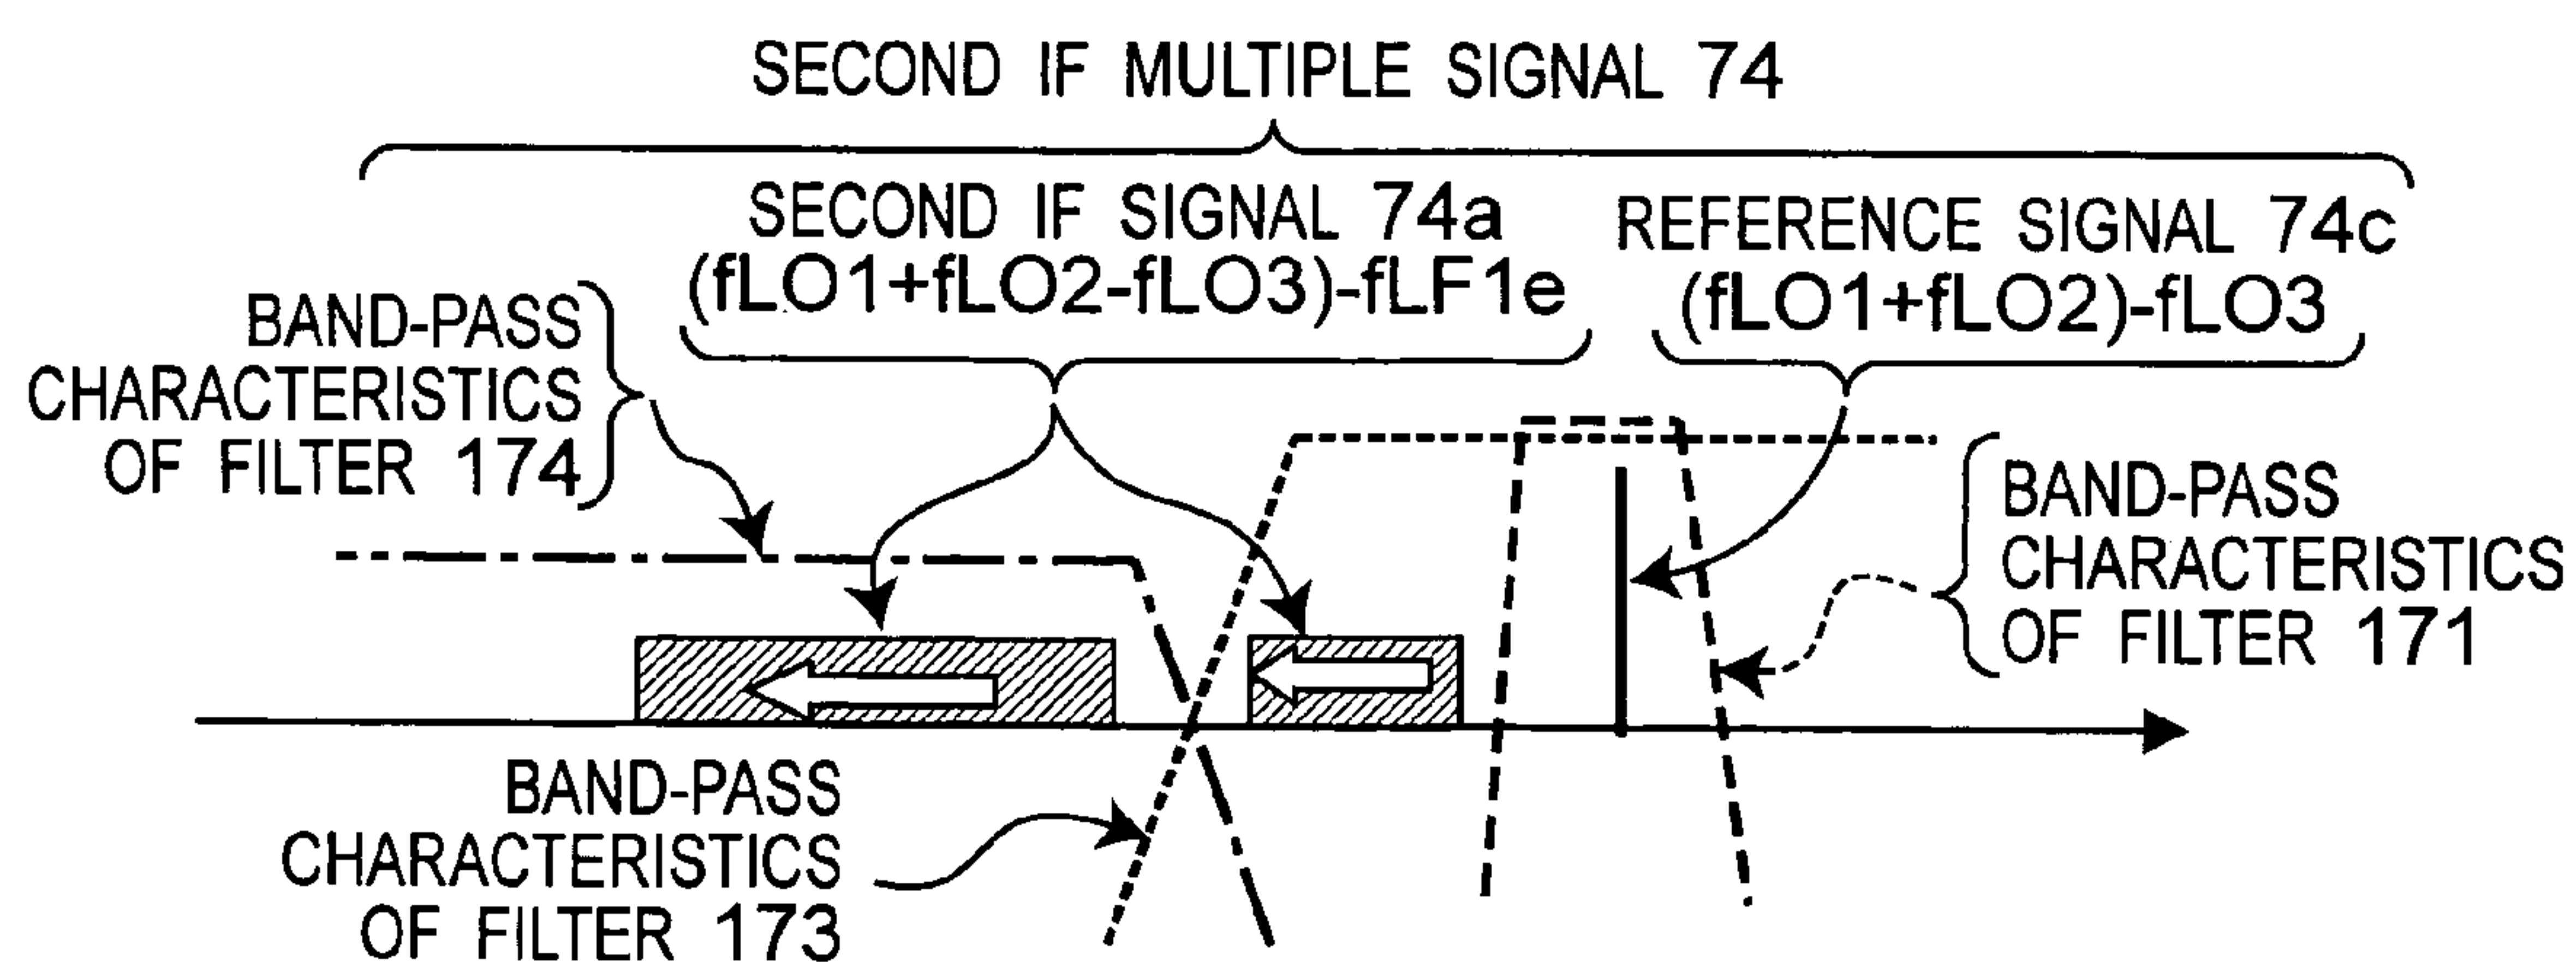 SECOND IF MULTIPLE SIGNAL 74
SECOND IF SIGNAL 74a
(fLO1+fLO2-fLO3)-fLF1e
REFERENCE SIGNAL 74c
(fLO1+fLO2)-fLO3
BAND-PASS
CHARACTERISTICS
OF FILTER 174
BAND-PASS
CHARACTERISTICS
OF FILTER 171
BAND-PASS
CHARACTERISTICS
OF FILTER 173